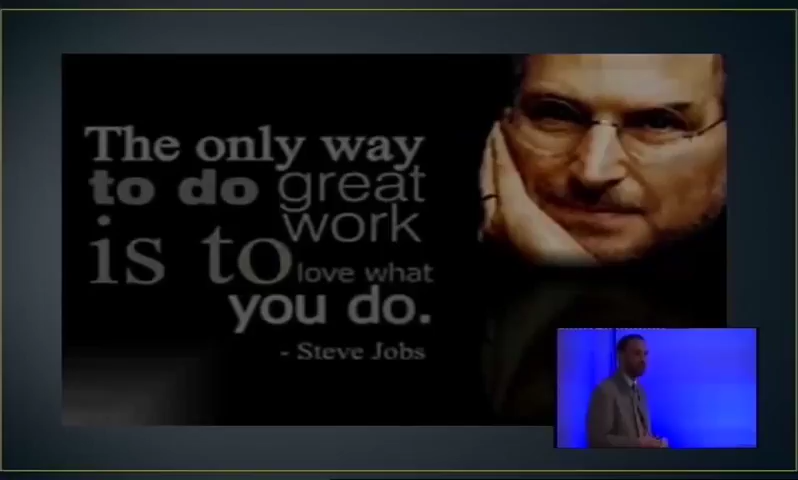 The only way
to do great
work
is to love what
you do.
- Steve Jobs